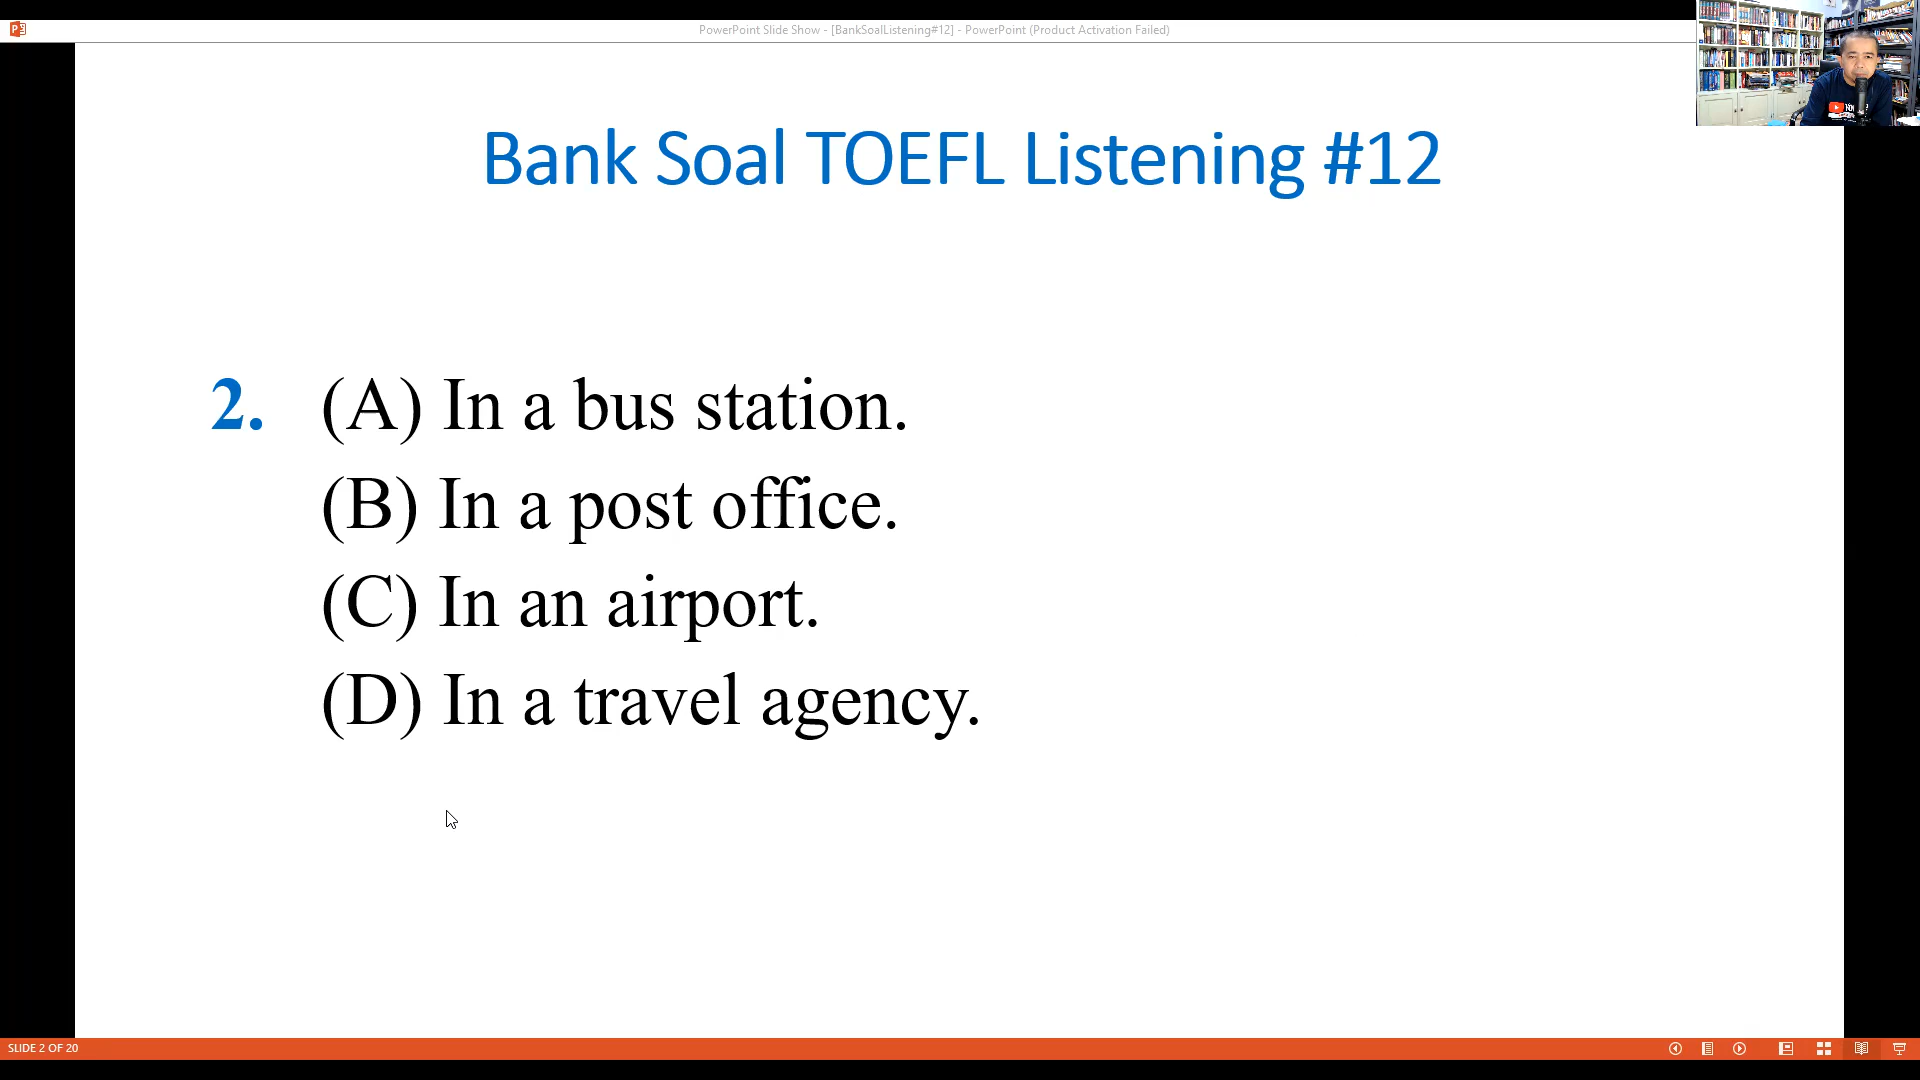 PowerPoint Slide Show - [BankSoalListening#12] - PowerPoint (Product Activation Failed)
Bank Soal TOEFL Listening #12
2. (A) In a bus station.
(B) In a post office.
(C) In an airport.
(D) In a travel agency.
SLIDE 2 OF 20